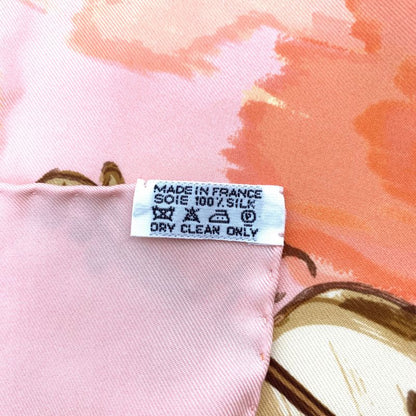 MADE IN FRANCE
SOIE 100% SILK
P
DRY CLEAN ONLY